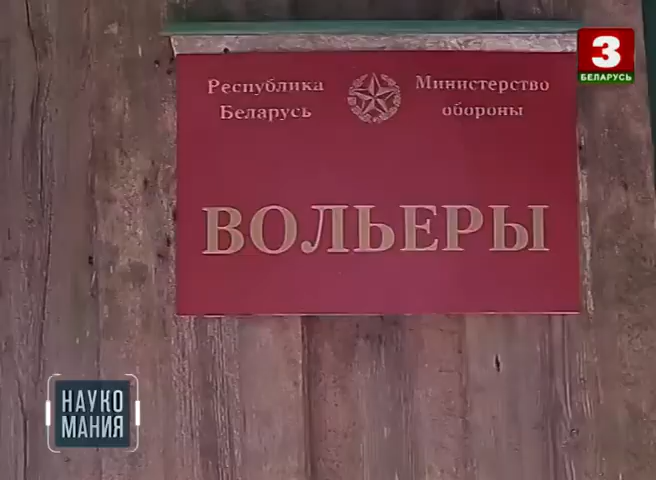 3
БЕЛАРУСЬ
Республика
Беларусь
Министерство
обороны
ВОЛЬЕРЫ
НАУКО
МАНИЯ